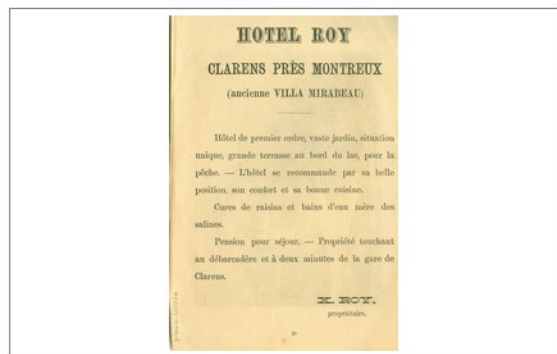 HOTEL ROY
CLARENS PRÈS MONTREUX
(ancienne VILLA MIRABEAU)
Hôtel de premier ordre, vaste jardin, situation
unique, grande terrasse au bord du lac, pour la
pêche. — L'hôtel se recommande par sa belle
position, son confort et sa bonne cuisine.
Cures de raisins et bains d'eau mère des
salines.
Pension pour séjour. — Propriété touchant
au débarcadère et à deux minutes de la gare de
Clarens.
X. ROY,
propriétaire.